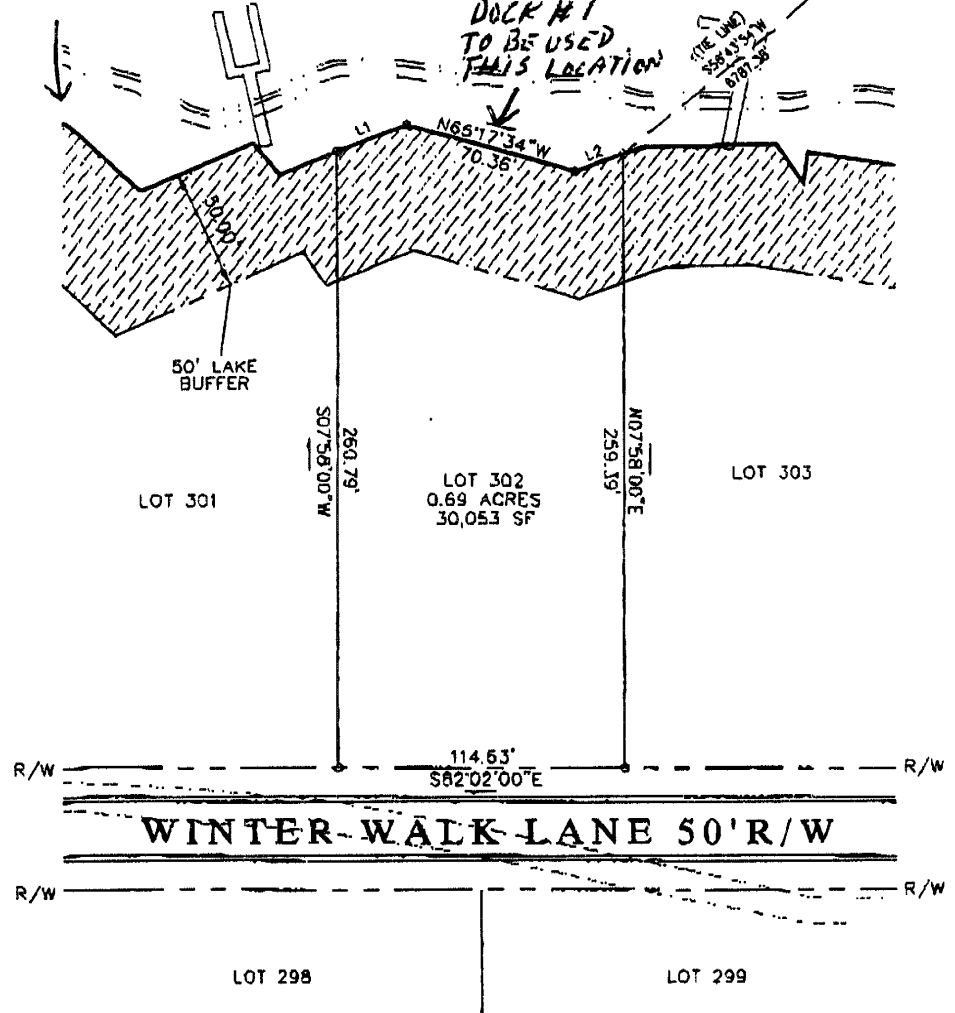 DOCK #1
TO BE USED
THIS LOCATION
(TIE LINE)
L1
N65°17'34"W
70.36'
L2
50.00'
50' LAKE
BUFFER
S07°58'00"W
260.79'
LOT 302
0.69 ACRES
30,053 SF
N07°58'00"E
259.19'
LOT 301
LOT 303
114.53'
S82°02'00"E
R/W
R/W
WINTER WALK LANE 50'R/W
R/W
R/W
LOT 298
LOT 299